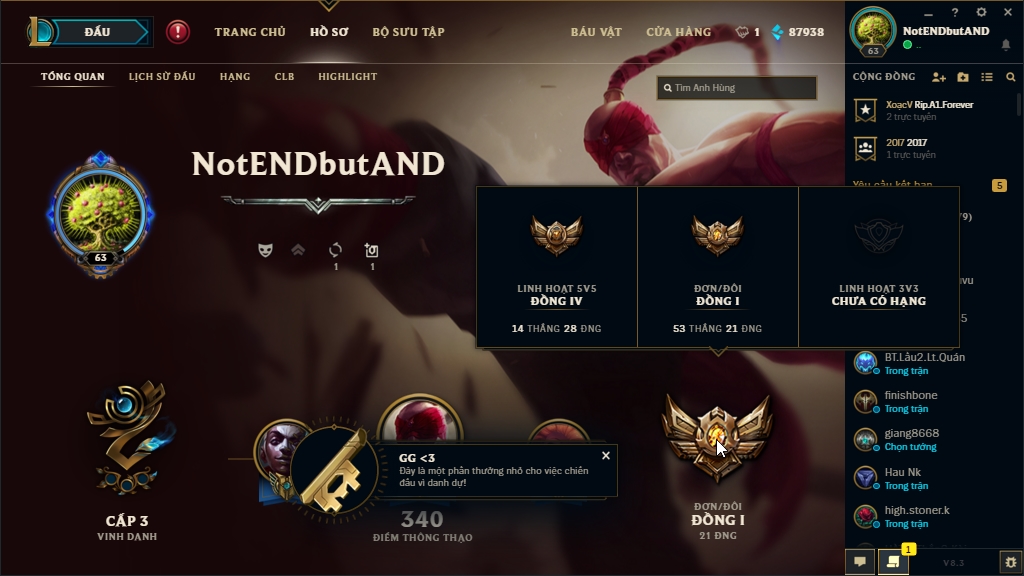 ĐẤU
TRANG CHỦ
HỒ SƠ
BỘ SƯU TẬP
BÁU VẬT
CỬA HÀNG
1
87938
NotENDbutAND
63
..
TỔNG QUAN
LỊCH SỬ ĐẤU
HẠNG
CLB
HIGHLIGHT
Tìm Anh Hùng
CỘNG ĐỒNG
XoạcV Rip.A1.Forever
2 trực tuyến
2017 2017
1 trực tuyến
Yêu cầu kết bạn
5
NotENDbutAND
63
1
1
LINH HOẠT 5V5
ĐỒNG IV
14 THẮNG 28 ĐNG
ĐƠN/ĐÔI
ĐỒNG I
53 THẮNG 21 ĐNG
LINH HOẠT 3V3
CHƯA CÓ HẠNG
BT.Lầu2.Lt.Quán
Trong trận
finishbone
Trong trận
giang8668
Chọn tướng
Hau Nk
Trong trận
high.stoner.k
Trong trận
GG <3
Đây là một phần thưởng nhỏ cho việc chiến
đấu vì danh dự!
CẤP 3
VINH DANH
340
ĐIỂM THÔNG THẠO
ĐƠN/ĐÔI
ĐỒNG I
21 ĐNG
1
V8.3